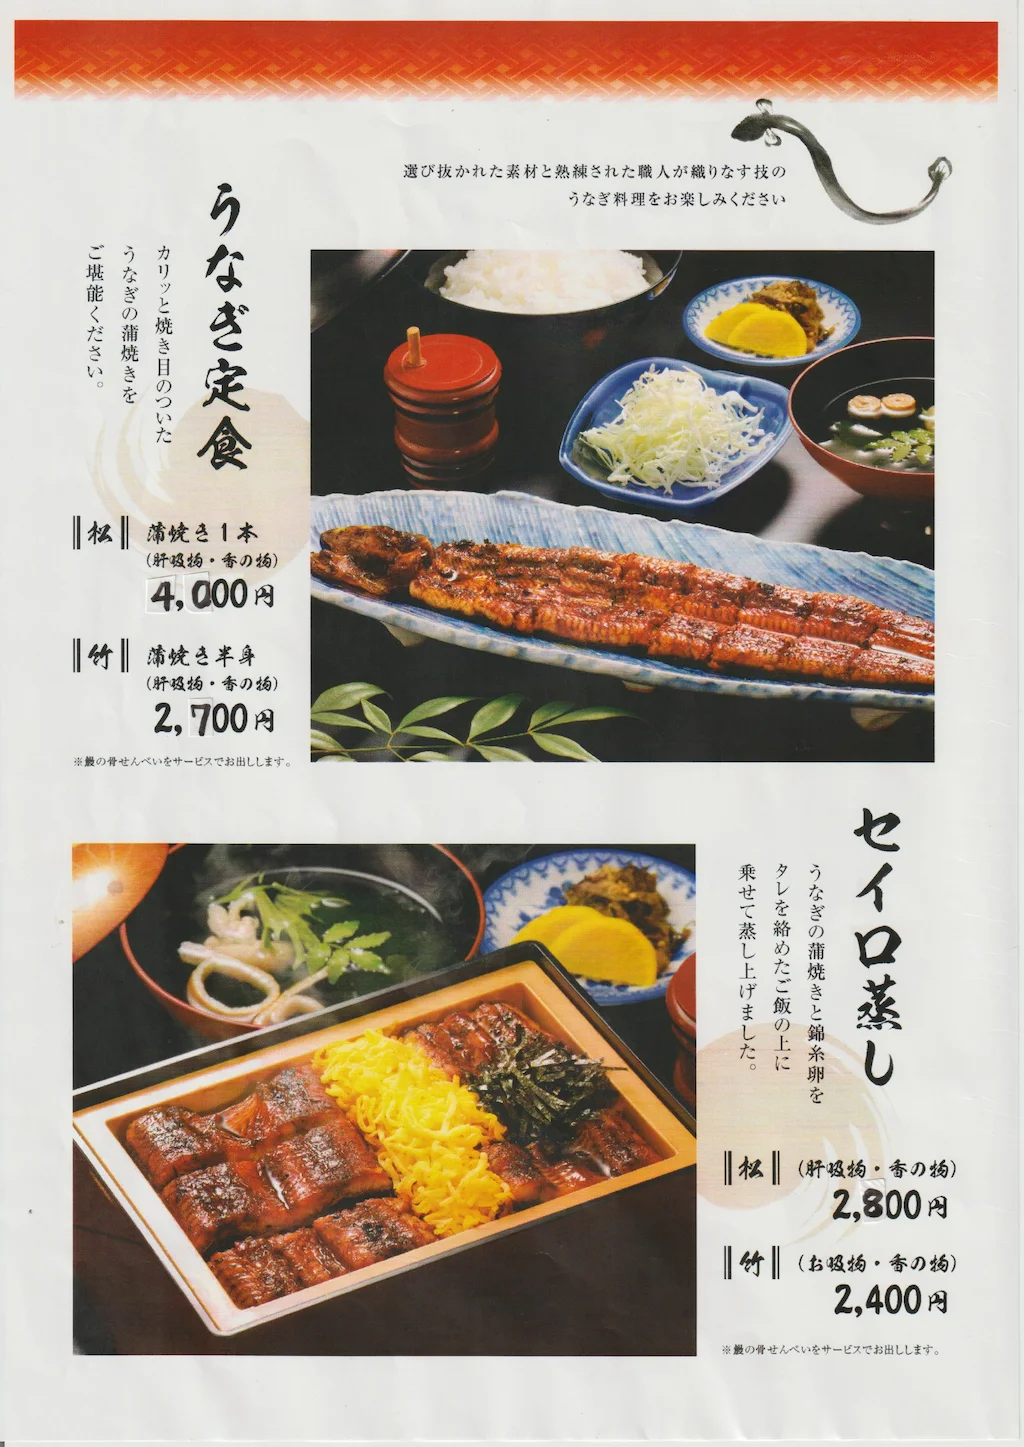 選び抜かれた素材と熟練された職人が織りなす技の
うなぎ料理をお楽しみください
うなぎ定食
カリッと焼き目のついた
うなぎの蒲焼きを
ご堪能ください。
松 蒲焼き1本
(肝吸物・香の物)
4,000円
竹 蒲焼き半身
(肝吸物・香の物)
2,700円
※鰻の骨せんべいをサービスでお出しします。
セイロ蒸し
うなぎの蒲焼きと錦糸卵を
タレを絡めたご飯の上に
乗せて蒸し上げました。
松 (肝吸物・香の物)
2,800円
竹 (お吸物・香の物)
2,400円
※鰻の骨せんべいをサービスでお出しします。